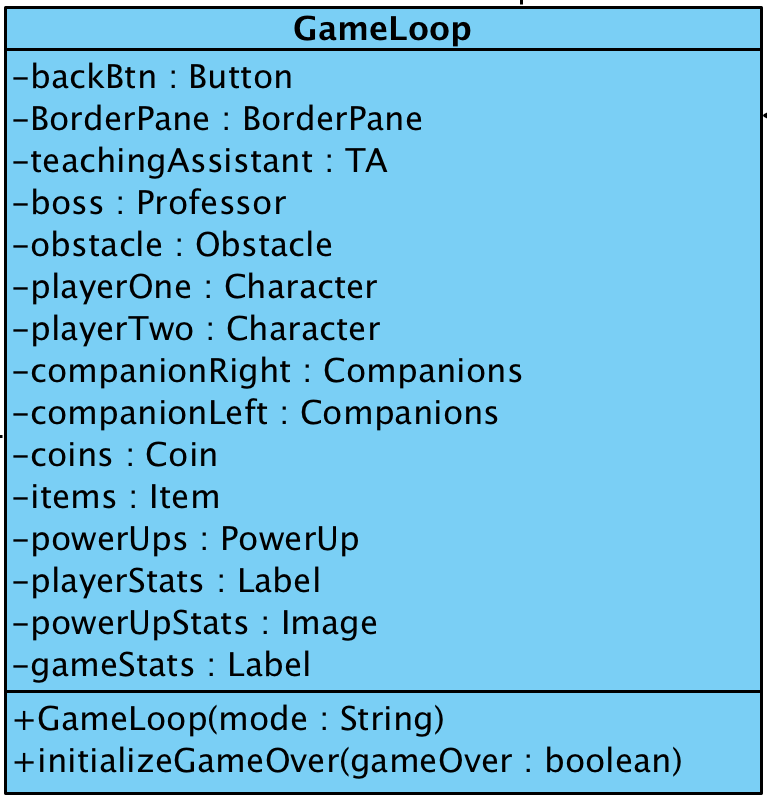 GameLoop
-backBtn : Button
-BorderPane : BorderPane
-teachingAssistant : TA
-boss : Professor
-obstacle : Obstacle
-playerOne : Character
-playerTwo : Character
-companionRight : Companions
-companionLeft : Companions
-coins : Coin
-items : Item
-powerUps : PowerUp
-playerStats : Label
-powerUpStats : Image
-gameStats : Label
+GameLoop(mode : String)
+initializeGameOver(gameOver : boolean)